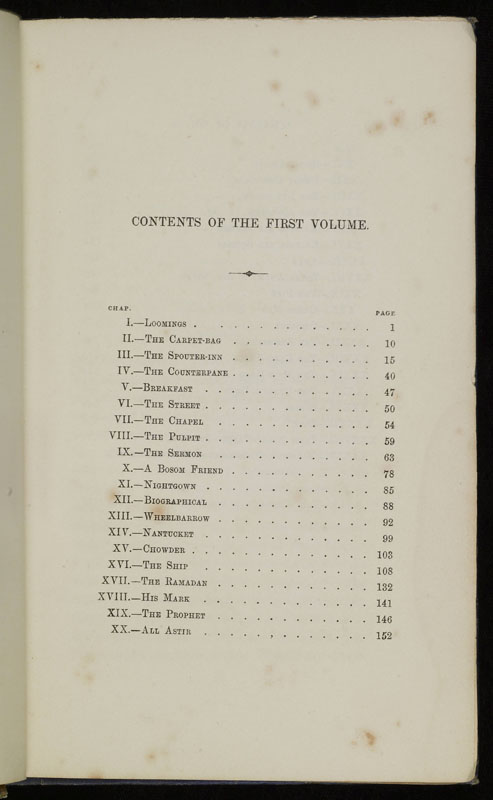 CONTENTS OF THE FIRST VOLUME.
CHAP. PAGE
I.—Loomings . . . . . . . . . . . . . 1
II.—The Carpet-bag . . . . . . . . . . . 10
III.—The Spouter-inn . . . . . . . . . . . 15
IV.—The Counterpane . . . . . . . . . . . 40
V.—Breakfast . . . . . . . . . . . . . 47
VI.—The Street . . . . . . . . . . . . . 50
VII.—The Chapel . . . . . . . . . . . . 54
VIII.—The Pulpit . . . . . . . . . . . . . 59
IX.—The Sermon . . . . . . . . . . . . 63
X.—A Bosom Friend . . . . . . . . . . . 78
XI.—Nightgown . . . . . . . . . . . . . 85
XII.—Biographical . . . . . . . . . . . . 88
XIII.—Wheelbarrow . . . . . . . . . . . . 92
XIV.—Nantucket . . . . . . . . . . . . . 99
XV.—Chowder . . . . . . . . . . . . . . 103
XVI.—The Ship . . . . . . . . . . . . . 108
XVII.—The Ramadan . . . . . . . . . . . . 132
XVIII.—His Mark . . . . . . . . . . . . . 141
XIX.—The Prophet . . . . . . . . . . . . 146
XX.—All Astir . . . . . . . . . . . . . 152